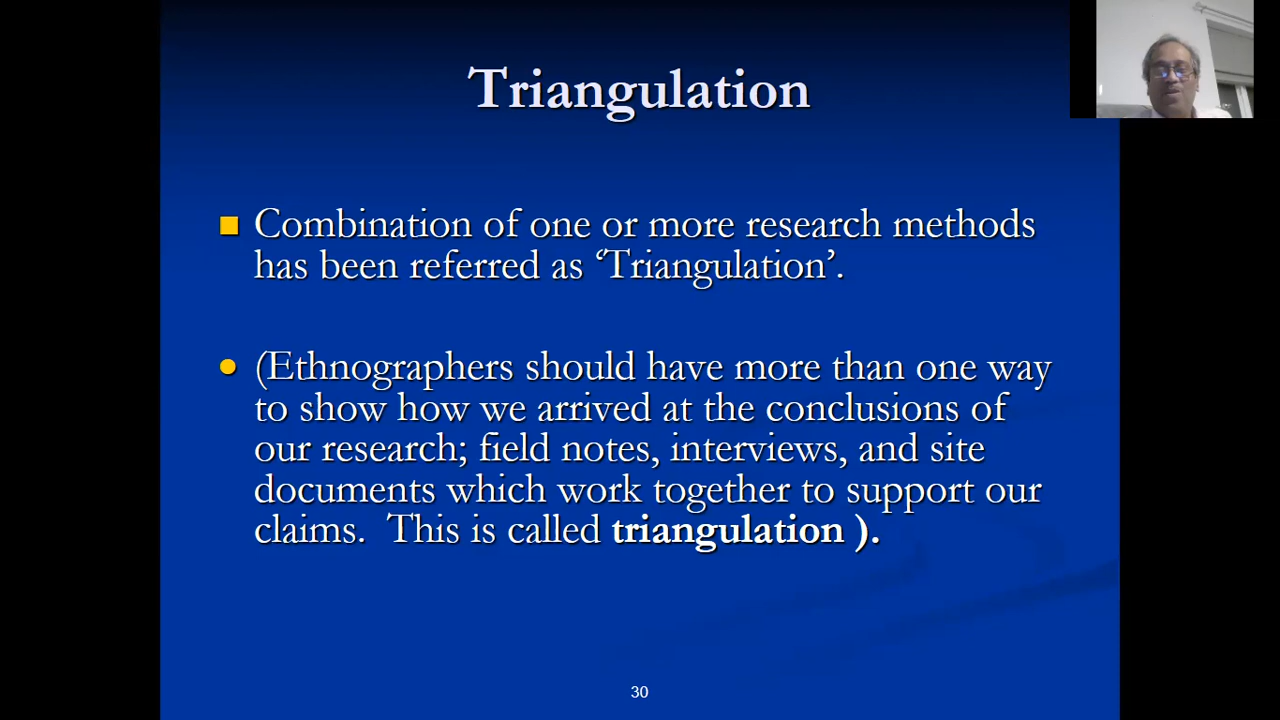 Triangulation
Combination of one or more research methods
has been referred as ‘Triangulation’.
(Ethnographers should have more than one way
to show how we arrived at the conclusions of
our research; field notes, interviews, and site
documents which work together to support our
claims.  This is called triangulation ).
30